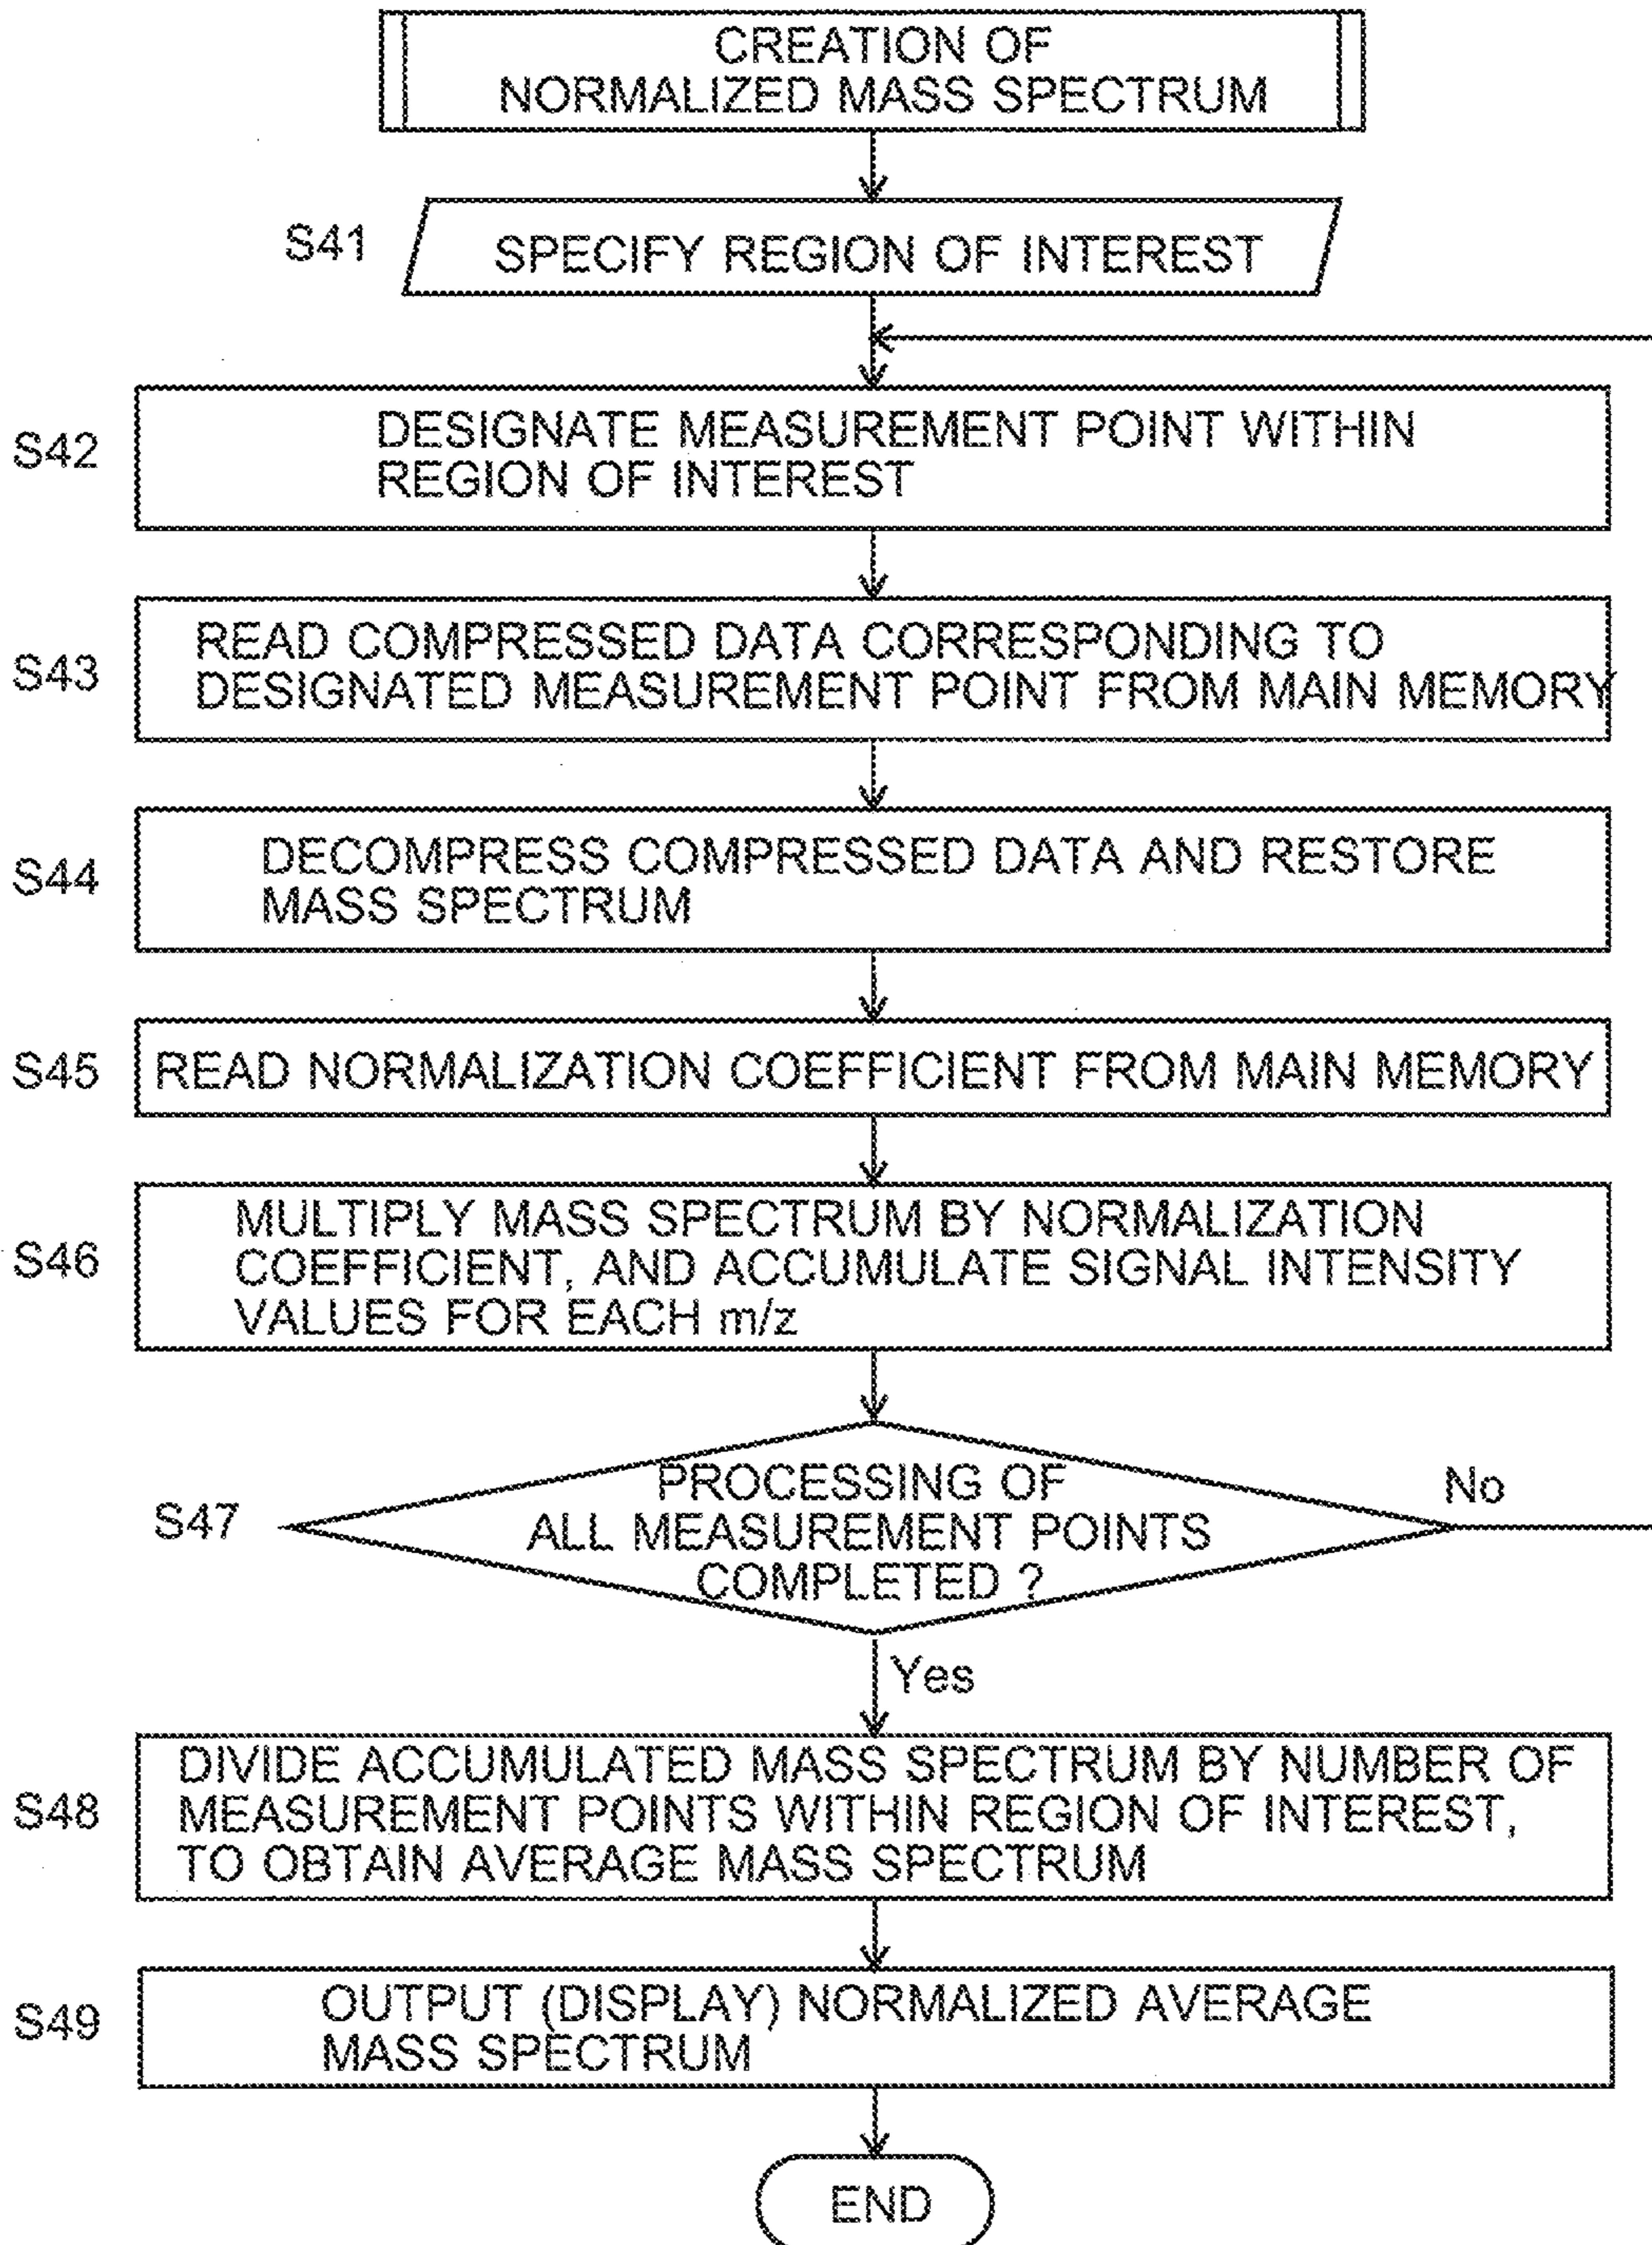 CREATION OF
NORMALIZED MASS SPECTRUM
S41
SPECIFY REGION OF INTEREST
S42
DESIGNATE MEASUREMENT POINT WITHIN
REGION OF INTEREST
S43
READ COMPRESSED DATA CORRESPONDING TO
DESIGNATED MEASUREMENT POINT FROM MAIN MEMORY
S44
DECOMPRESS COMPRESSED DATA AND RESTORE
MASS SPECTRUM
S45
READ NORMALIZATION COEFFICIENT FROM MAIN MEMORY
S46
MULTIPLY MASS SPECTRUM BY NORMALIZATION
COEFFICIENT, AND ACCUMULATE SIGNAL INTENSITY
VALUES FOR EACH m/z
S47
PROCESSING OF
ALL MEASUREMENT POINTS
COMPLETED ?
No
Yes
S48
DIVIDE ACCUMULATED MASS SPECTRUM BY NUMBER OF
MEASUREMENT POINTS WITHIN REGION OF INTEREST,
TO OBTAIN AVERAGE MASS SPECTRUM
S49
OUTPUT (DISPLAY) NORMALIZED AVERAGE
MASS SPECTRUM
END